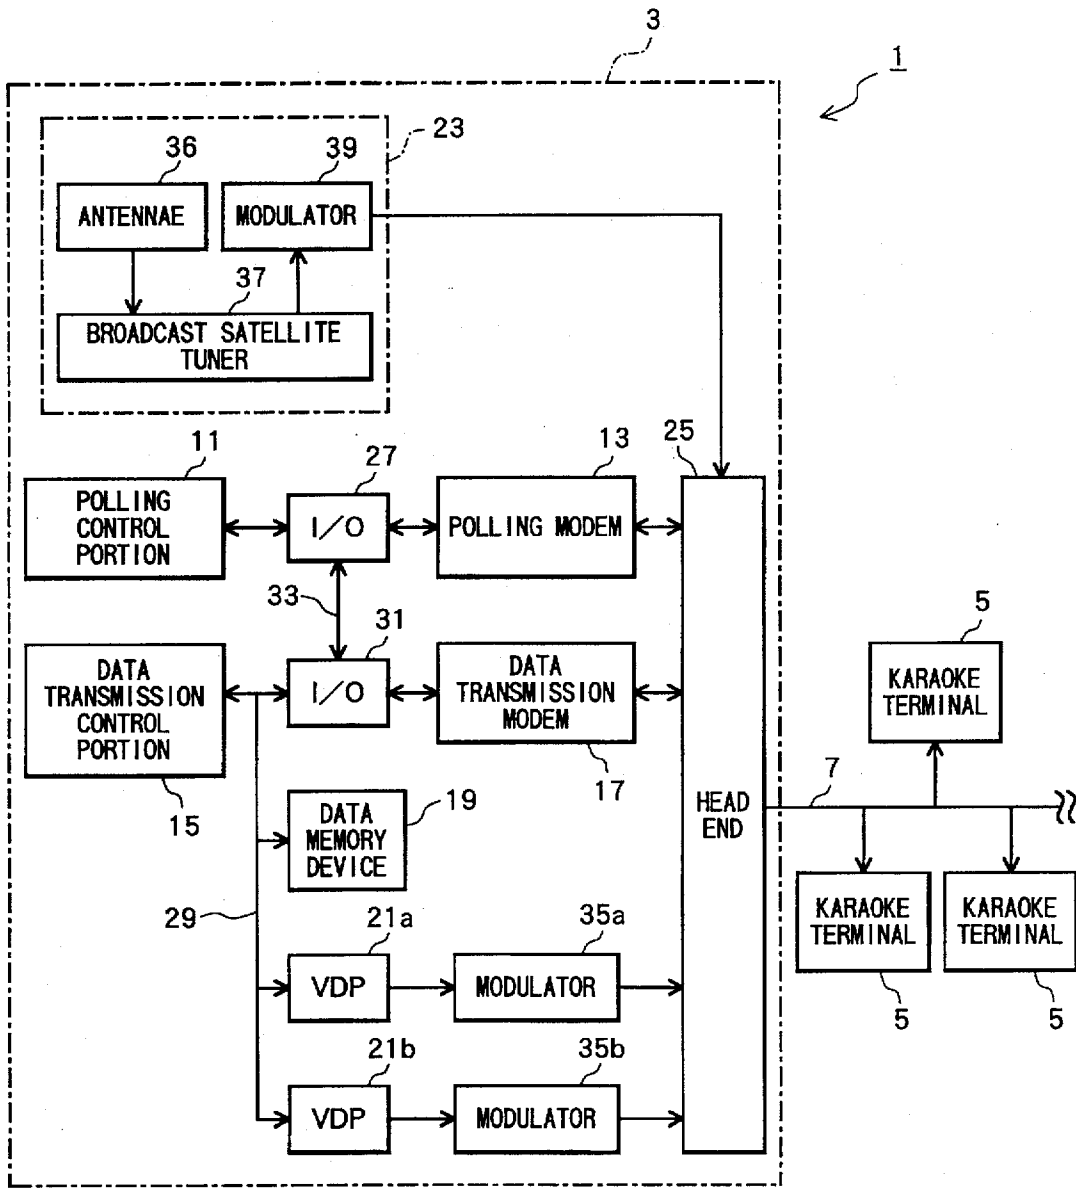 3
1
23
36
39
ANTENNAE
MODULATOR
37
BROADCAST SATELLITE
TUNER
11
27
13
25
POLLING
CONTROL
PORTION
I/O
POLLING MODEM
33
31
5
DATA
TRANSMISSION
CONTROL
PORTION
I/O
DATA
TRANSMISSION
MODEM
KARAOKE
TERMINAL
15
19
17
7
DATA
MEMORY
DEVICE
HEAD
END
29
21a
35a
KARAOKE
TERMINAL
KARAOKE
TERMINAL
VDP
MODULATOR
5
5
21b
35b
VDP
MODULATOR